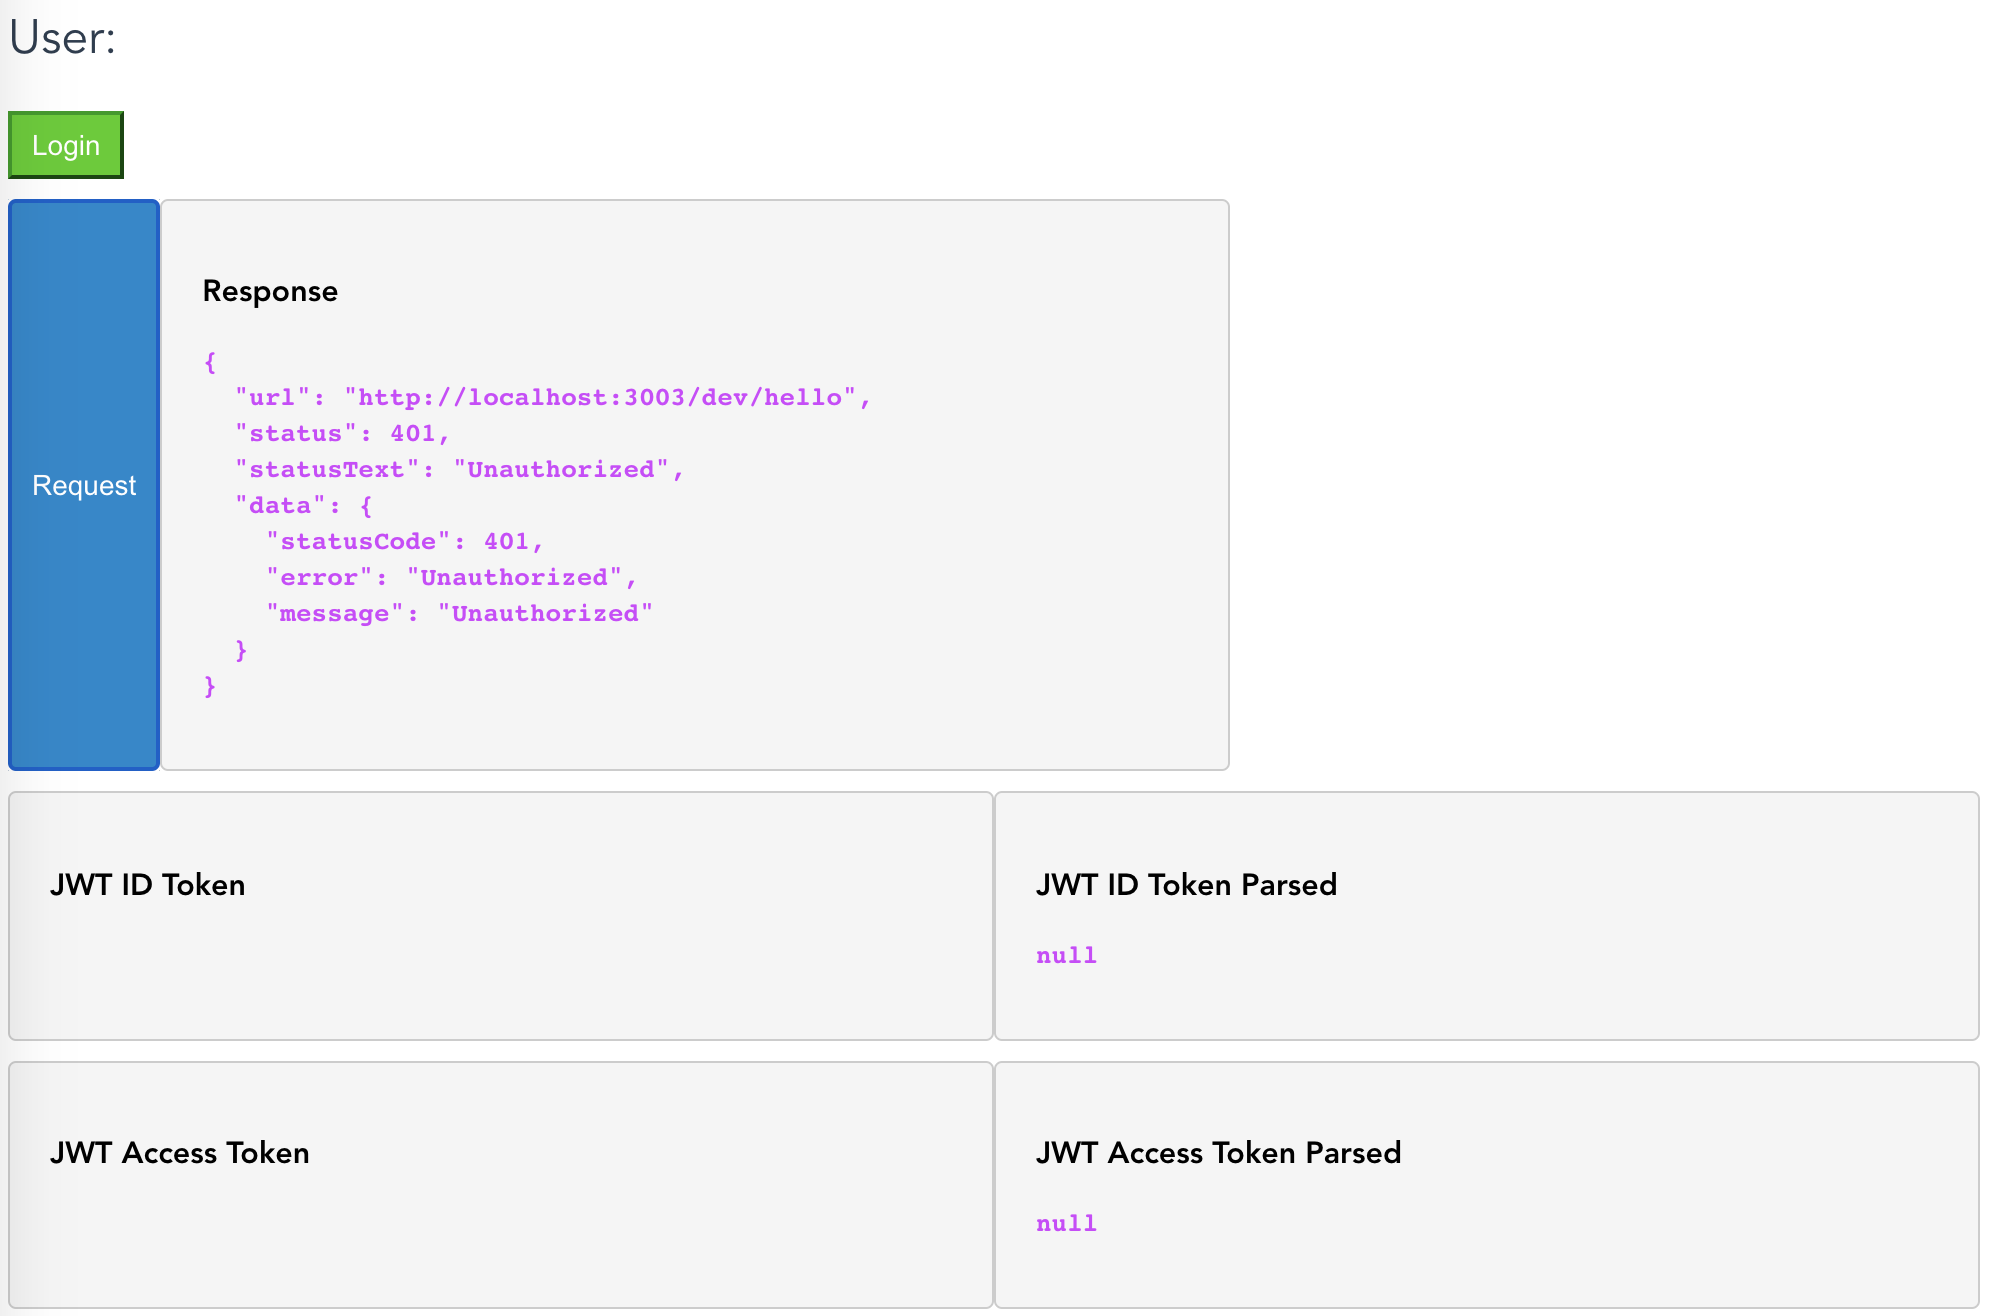 User:
Login
Request
Response
{
  "url": "http://localhost:3003/dev/hello",
  "status": 401,
  "statusText": "Unauthorized",
  "data": {
    "statusCode": 401,
    "error": "Unauthorized",
    "message": "Unauthorized"
  }
}
JWT ID Token
JWT ID Token Parsed
null
JWT Access Token
JWT Access Token Parsed
null